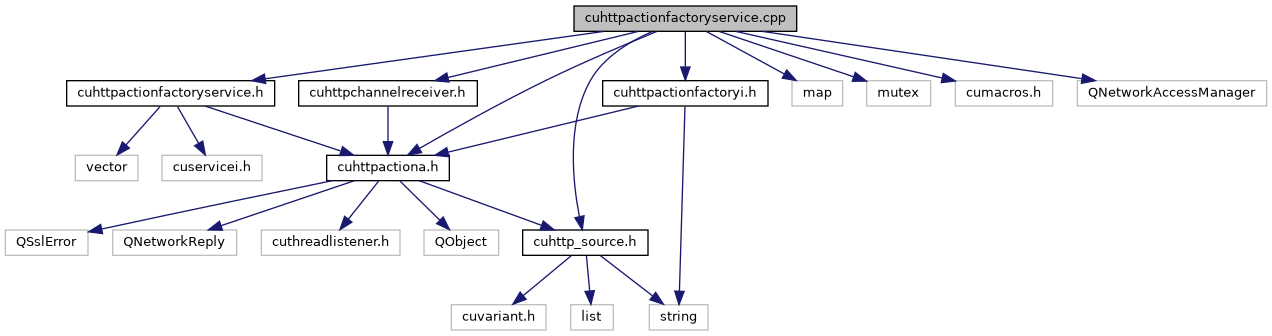 cuhttpactionfactoryservice.cpp
cuhttpactionfactoryservice.h
cuhttpchannelreceiver.h
cuhttpactionfactoryi.h
map
mutex
cumacros.h
QNetworkAccessManager
vector
cuservicei.h
cuhttpactiona.h
QSslError
QNetworkReply
cuthreadlistener.h
QObject
cuhttp_source.h
cuvariant.h
list
string